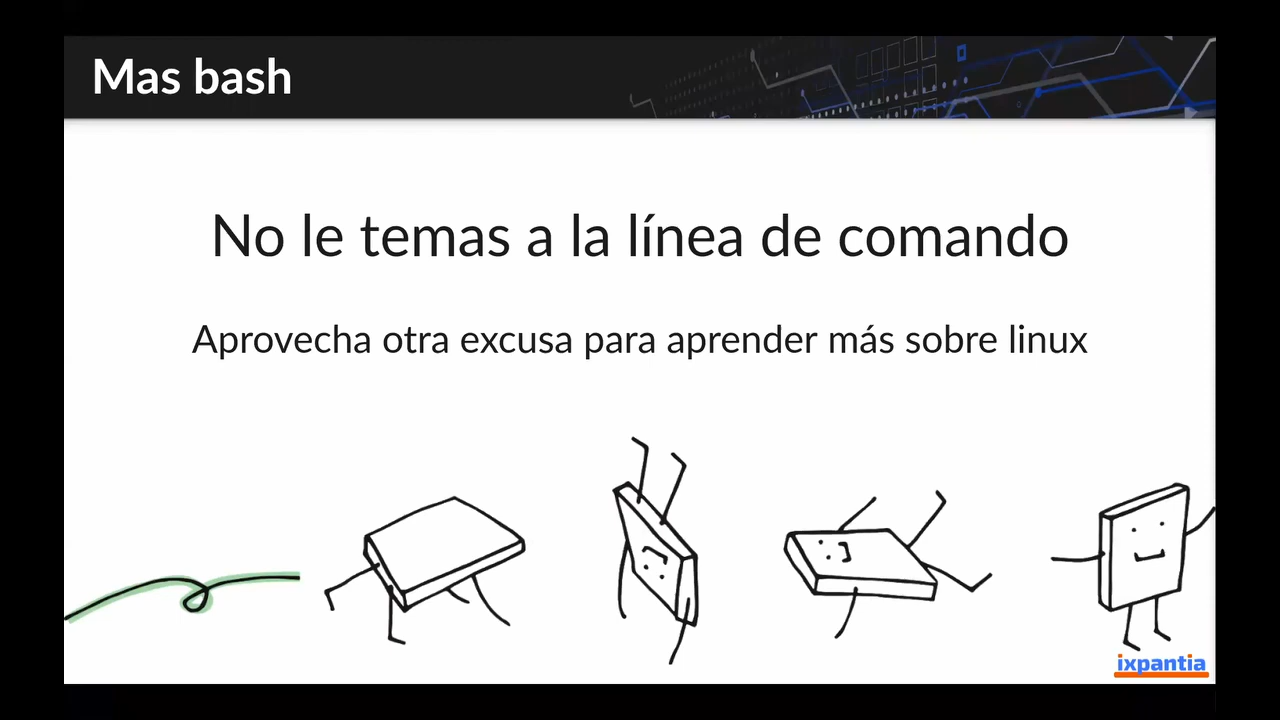 Mas bash
No le temas a la línea de comando
Aprovecha otra excusa para aprender más sobre linux
ixpantia